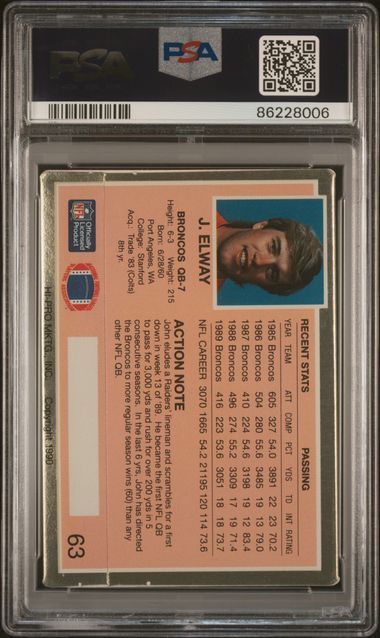 PSA
PSA
86228006
J. ELWAY
BRONCOS QB-7
Height: 6-3 Weight: 215
Born: 6/28/60
Port Angeles, WA
College: Stanford
Acq.: Trade '83 (Colts)
8th yr.
NFL
Officially
Licensed
Product
RECENT STATS PASSING
YEAR TEAM ATT COMP PCT YDS TD INT RATING
1985 Broncos 605 327 54.0 3891 22 23 70.2
1986 Broncos 504 280 55.6 3485 19 13 79.0
1987 Broncos 410 224 54.6 3198 19 12 83.4
1988 Broncos 496 274 55.2 3309 17 19 71.4
1989 Broncos 416 223 53.6 3051 18 18 73.7
NFL CAREER 3070 1665 54.2 21195 120 114 73.6
ACTION NOTE
John eludes a Raiders' lineman and scrambles for a first
down in week 13 of '89. He became the first NFL QB
to pass for 3,000 yds and rush for over 200 yds in 5
consecutive seasons. In the last 6 yrs, John has directed
the Broncos to more regular season wins (60) than any
other NFL QB.
HI-PRO MKTG., INC. Copyright 1990
63